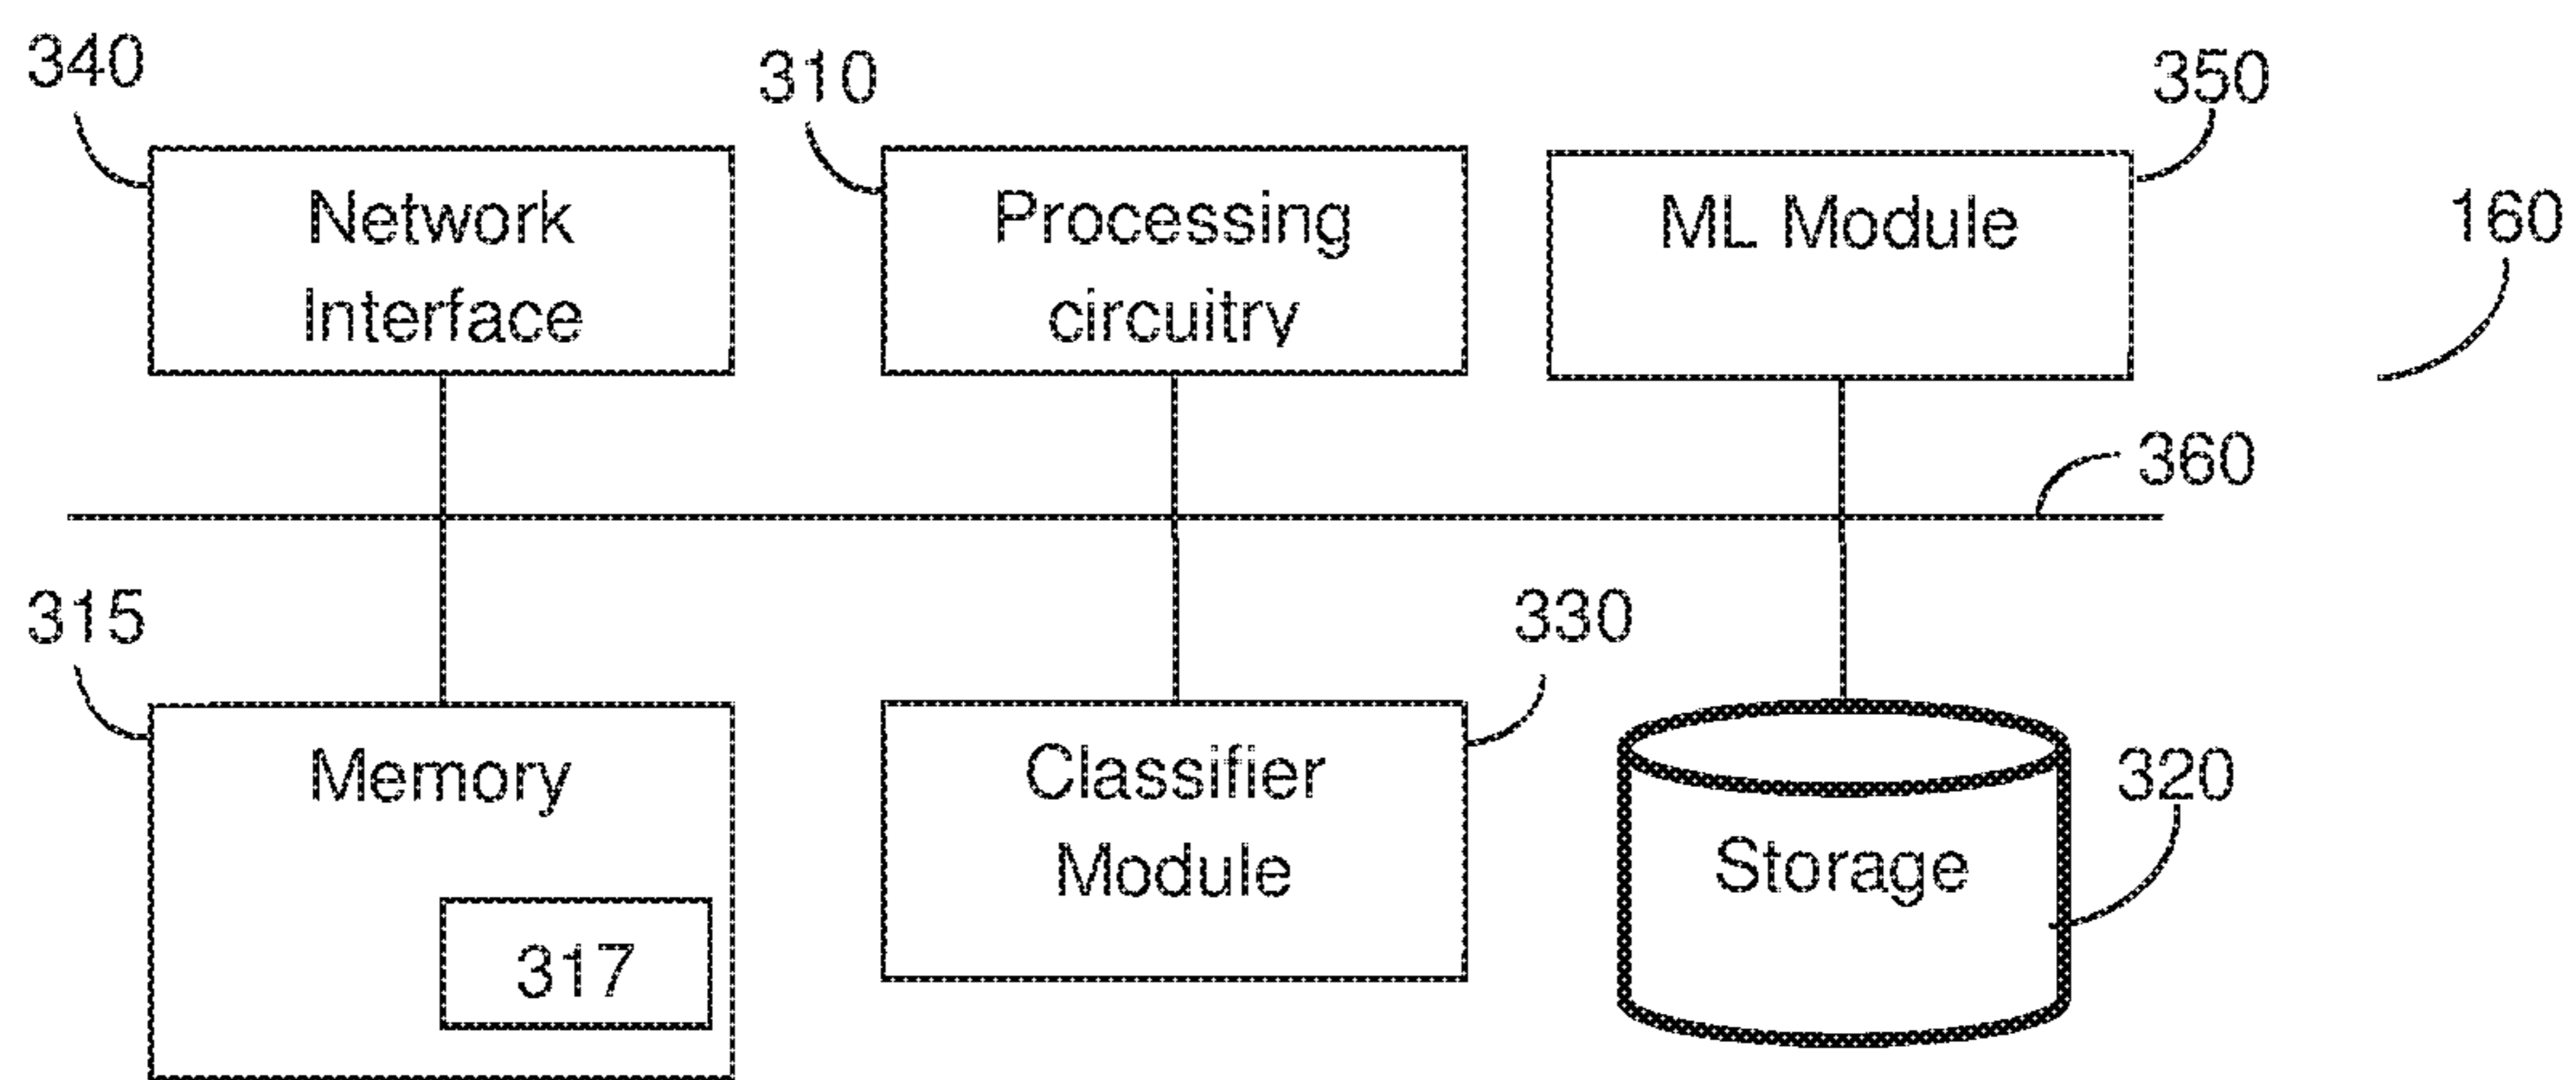 340
310
350
Network
Interface
Processing
circuitry
ML Module
160
360
315
330
Memory
317
Classifier
Module
320
Storage